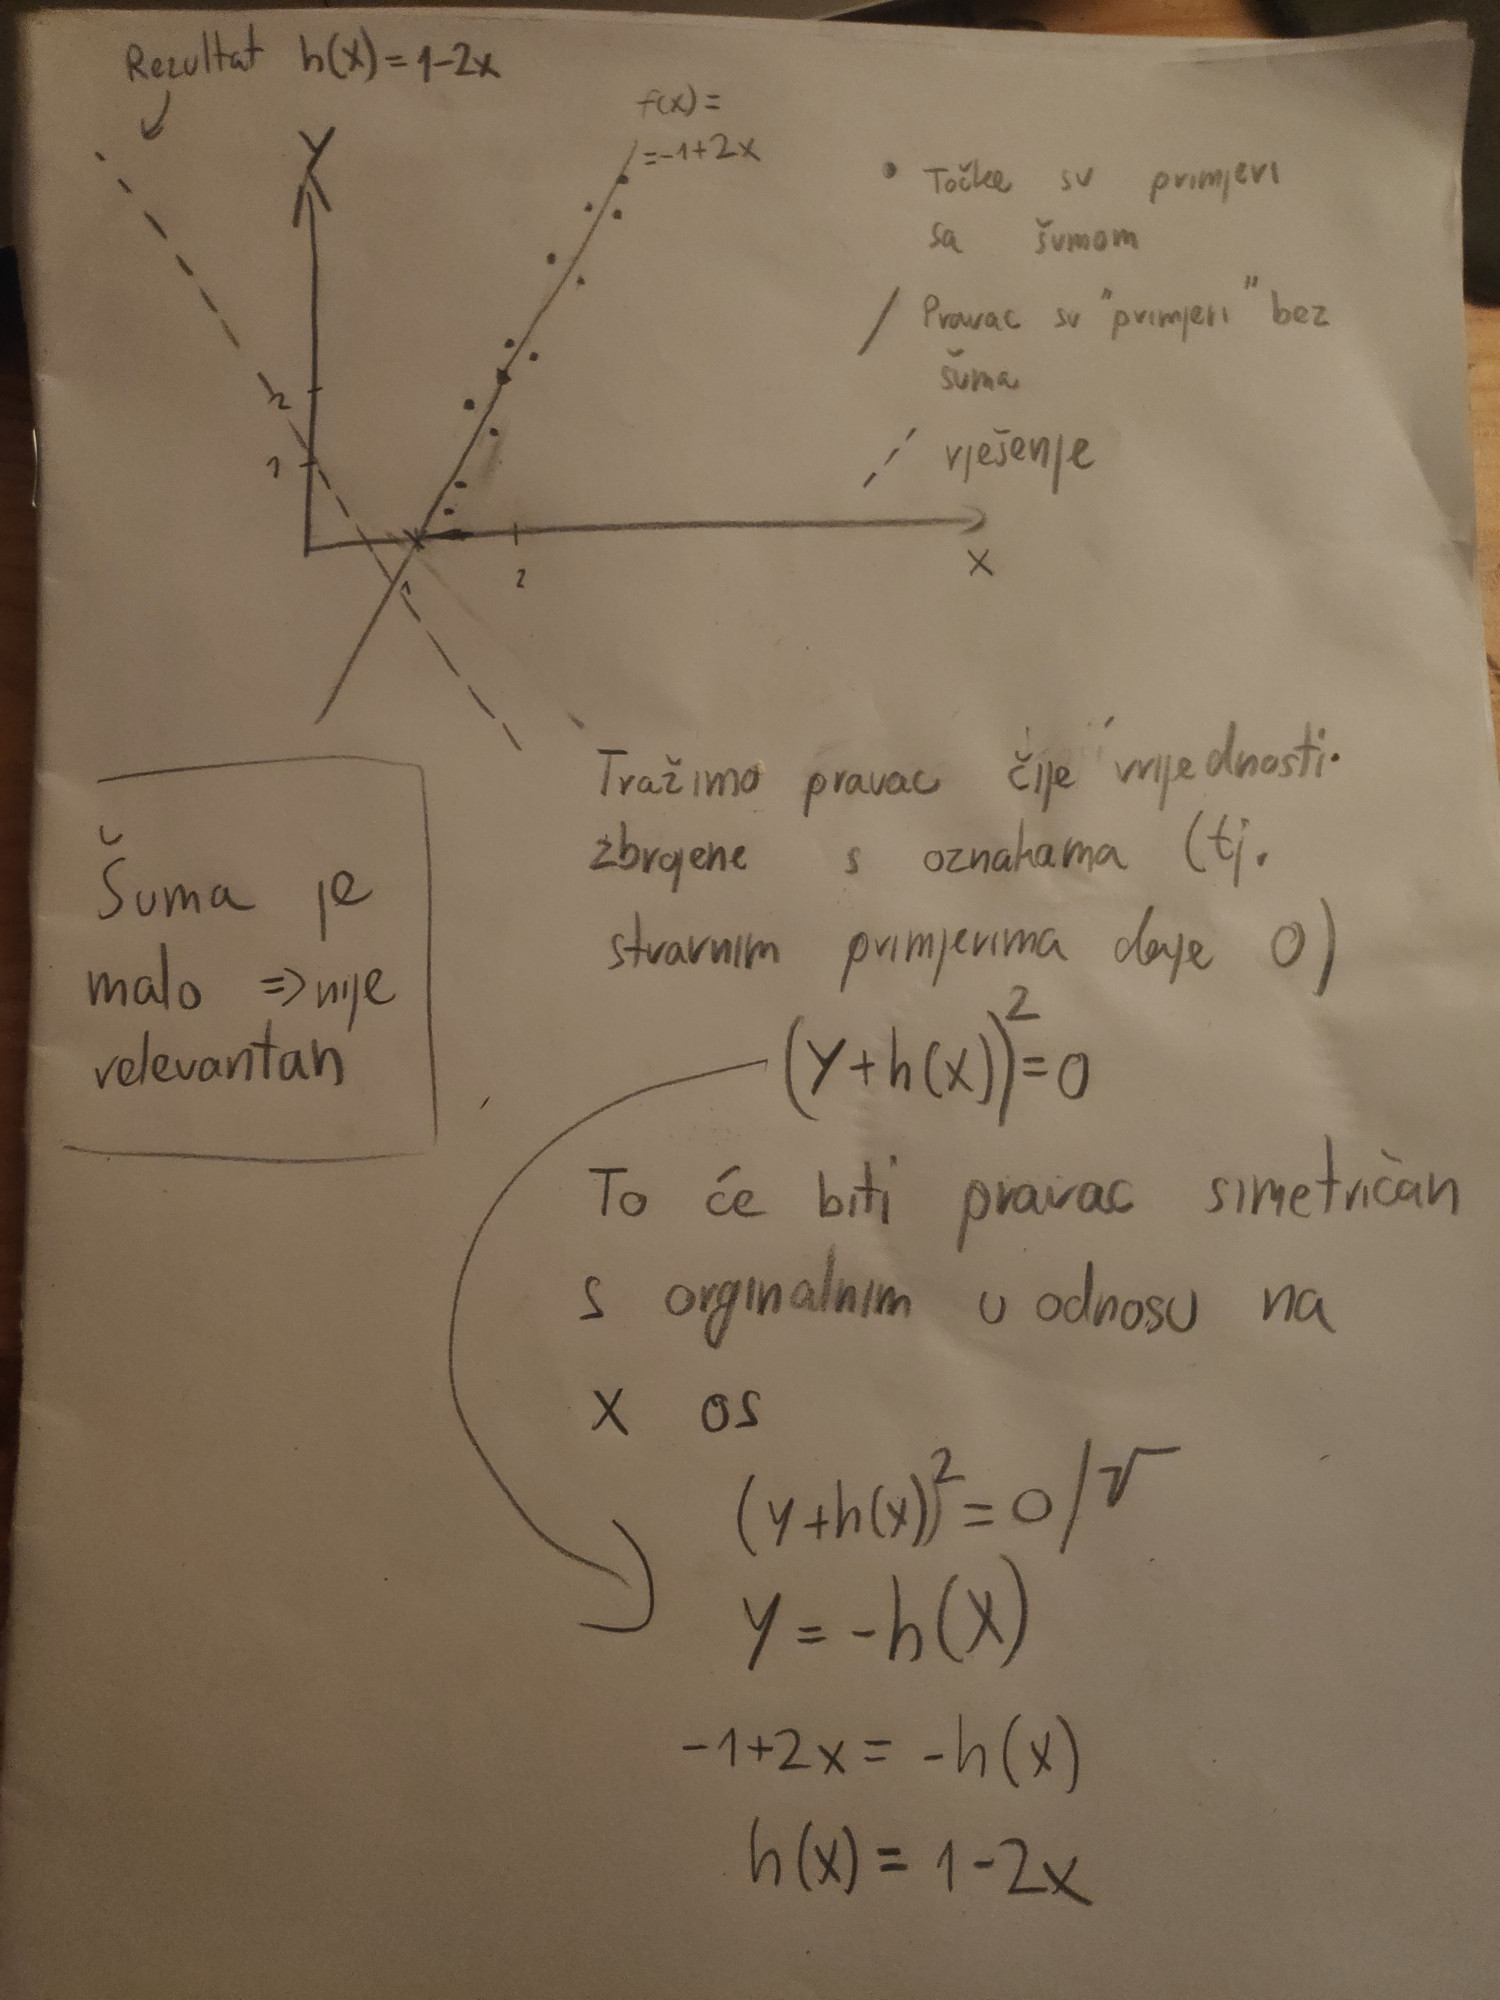 Rezultat h(x)=1-2x
Y
f(x)=
=-1+2x
• Točke su primjeri
sa šumom
/ Pravac su "primjeri" bez
šuma
rješenje
2
1
1
2
X
Tražimo pravac čije vrijednosti
zbrojene s oznakama (tj.
stvarnim primjerima daje 0)
(y+h(x))²=0
Šuma je
malo => nije
relevantan
To će biti pravac simetričan
s orginalnim u odnosu na
x os
(y+h(x))²=0/√
y=-h(x)
-1+2x=-h(x)
h(x)=1-2x